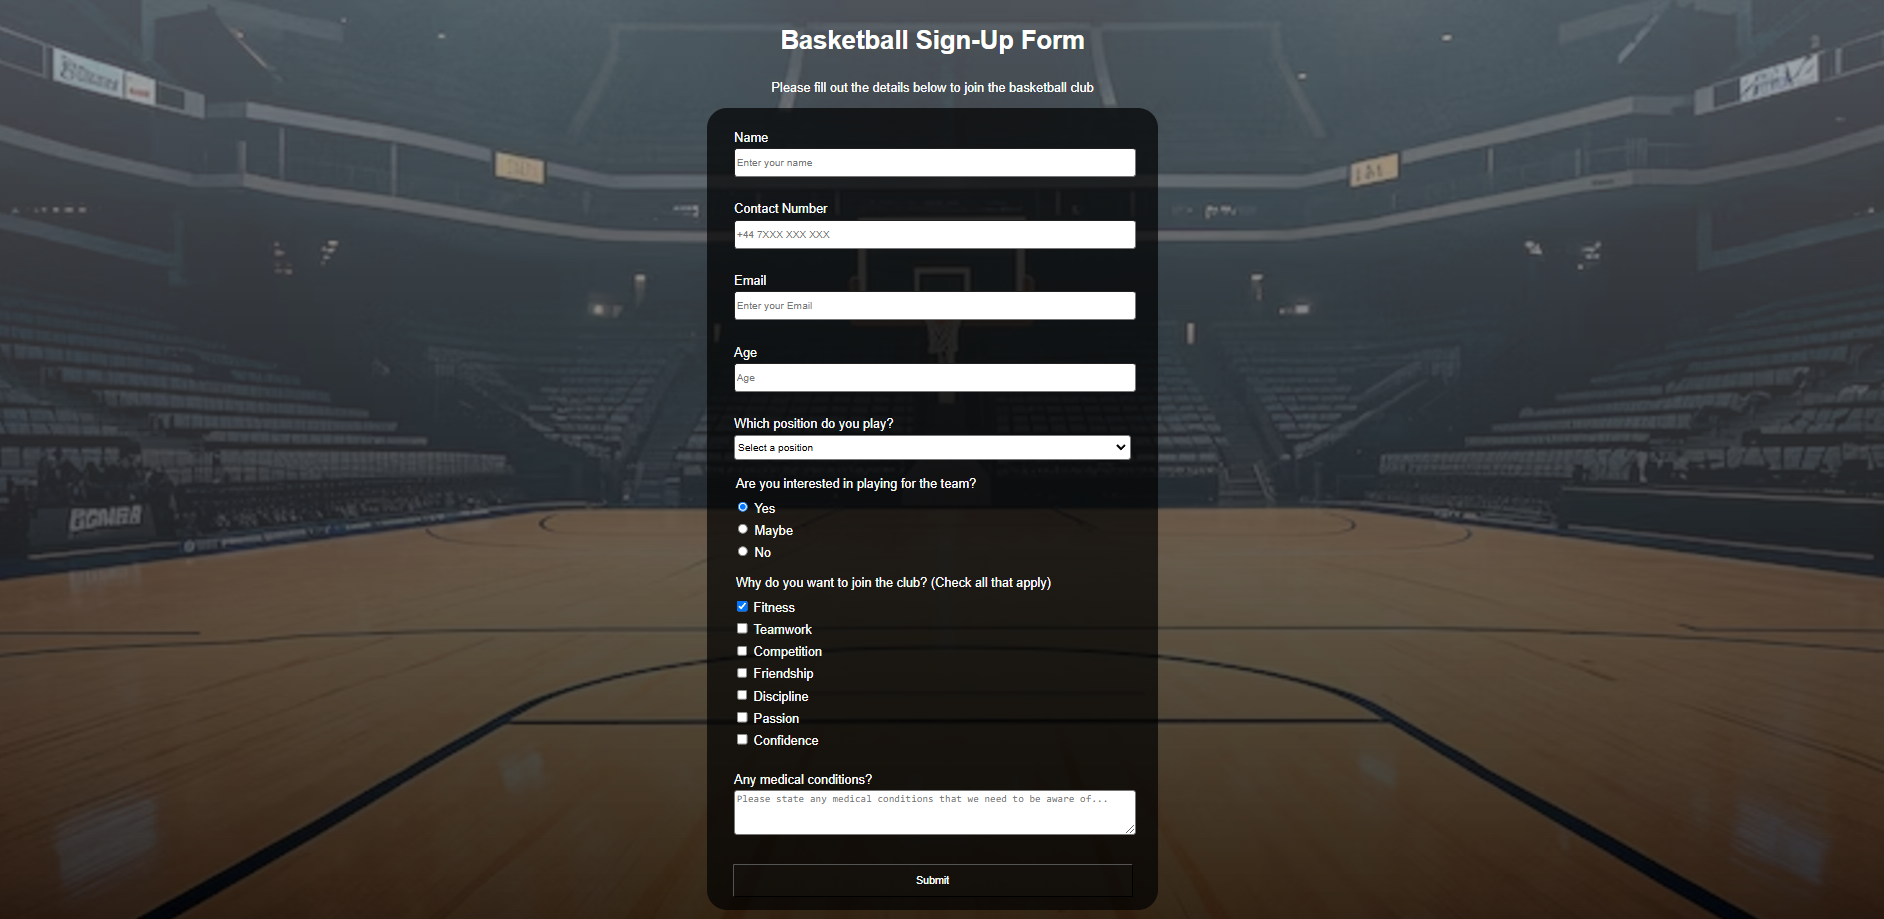 Basketball Sign-Up Form
Please fill out the details below to join the basketball club
Name
Enter your name
Contact Number
+44 7XXX XXX XXX
Email
Enter your Email
Age
Age
Which position do you play?
Select a position
Are you interested in playing for the team?
Yes
Maybe
No
Why do you want to join the club? (Check all that apply)
Fitness
Teamwork
Competition
Friendship
Discipline
Passion
Confidence
Any medical conditions?
Please state any medical conditions that we need to be aware of...
Submit